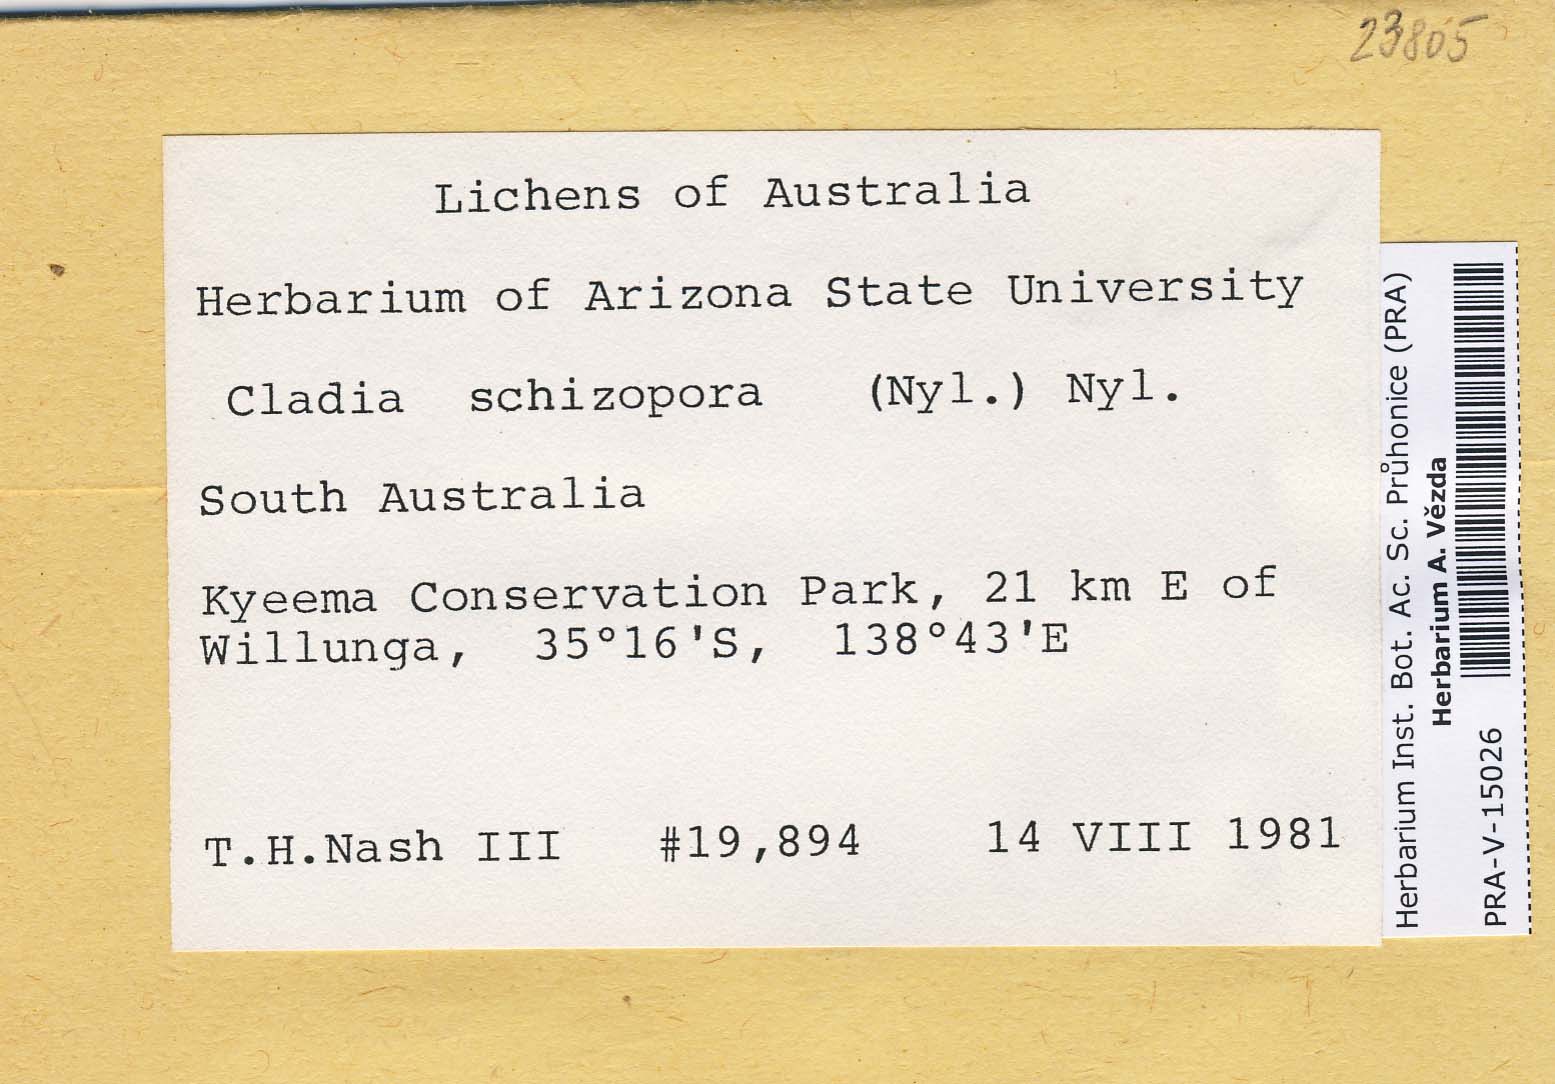 23805
Lichens of Australia
Herbarium of Arizona State University
Cladia schizopora (Nyl.) Nyl.
South Australia
Kyeema Conservation Park, 21 km E of
Willunga, 35°16'S, 138°43'E
T.H.Nash III #19,894 14 VIII 1981
Herbarium Inst. Bot. Ac. Sc. Průhonice (PRA)
Herbarium A. Vězda
PRA-V-15026